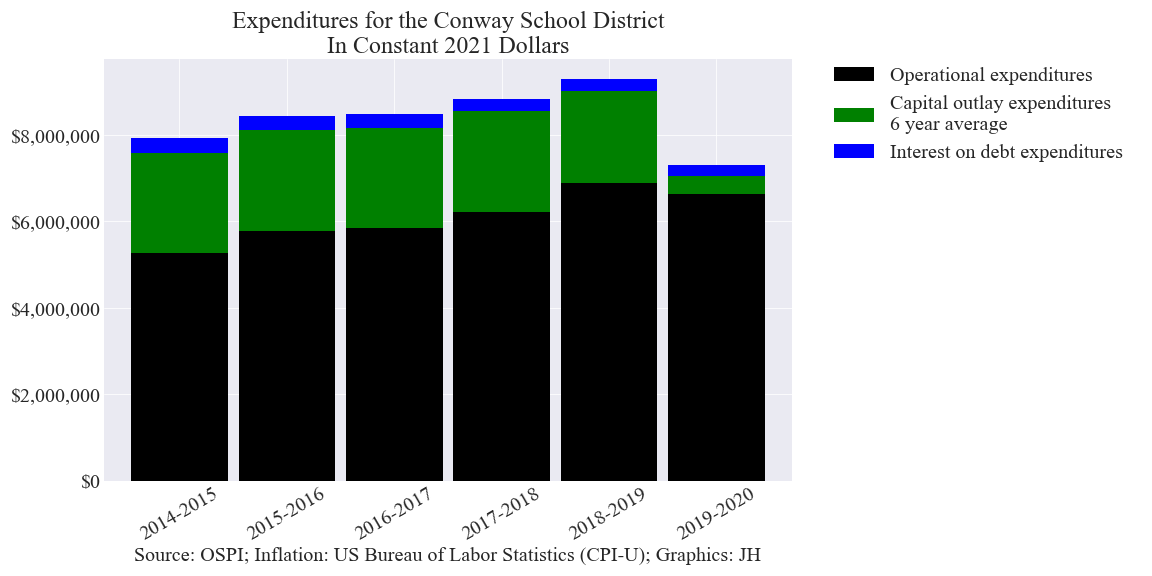 Expenditures for the Conway School District
In Constant 2021 Dollars
Operational expenditures
Capital outlay expenditures
6 year average
Interest on debt expenditures
$8,000,000
$6,000,000
$4,000,000
$2,000,000
$0
2014-2015
2015-2016
2016-2017
2017-2018
2018-2019
2019-2020
Source: OSPI; Inflation: US Bureau of Labor Statistics (CPI-U); Graphics: JH